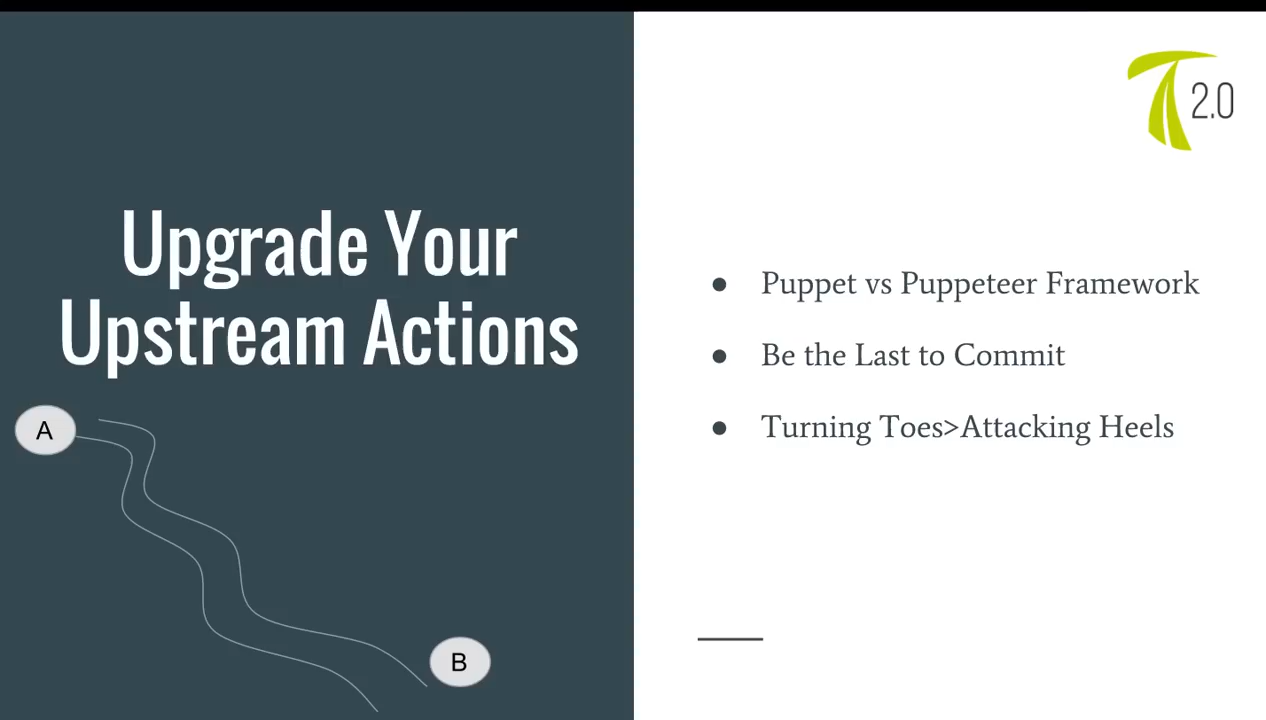 Upgrade Your
Upstream Actions
A
B
2.0
● Puppet vs Puppeteer Framework
● Be the Last to Commit
● Turning Toes>Attacking Heels